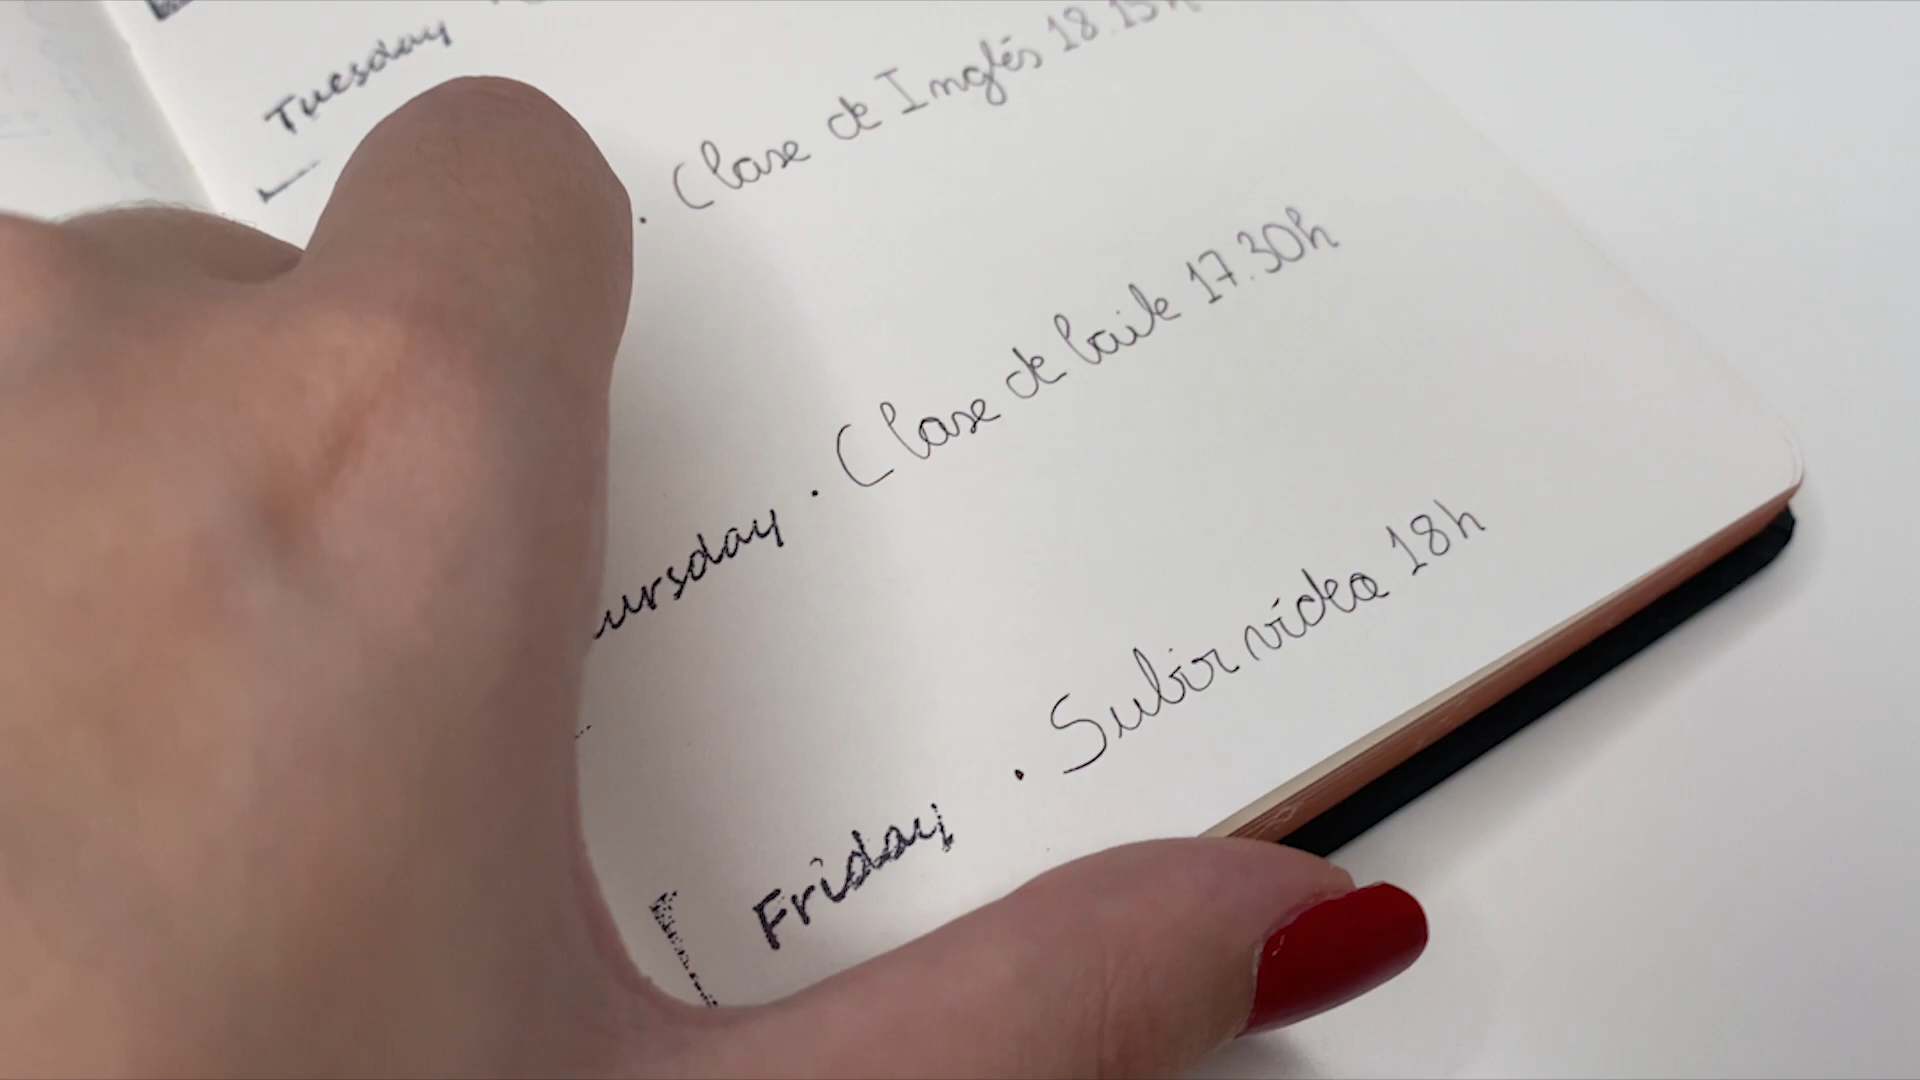 Tuesday
. Clase de Inglés 18.15h
ursday . Clase de baile 17.30h
Friday . Subir vídeo 18h